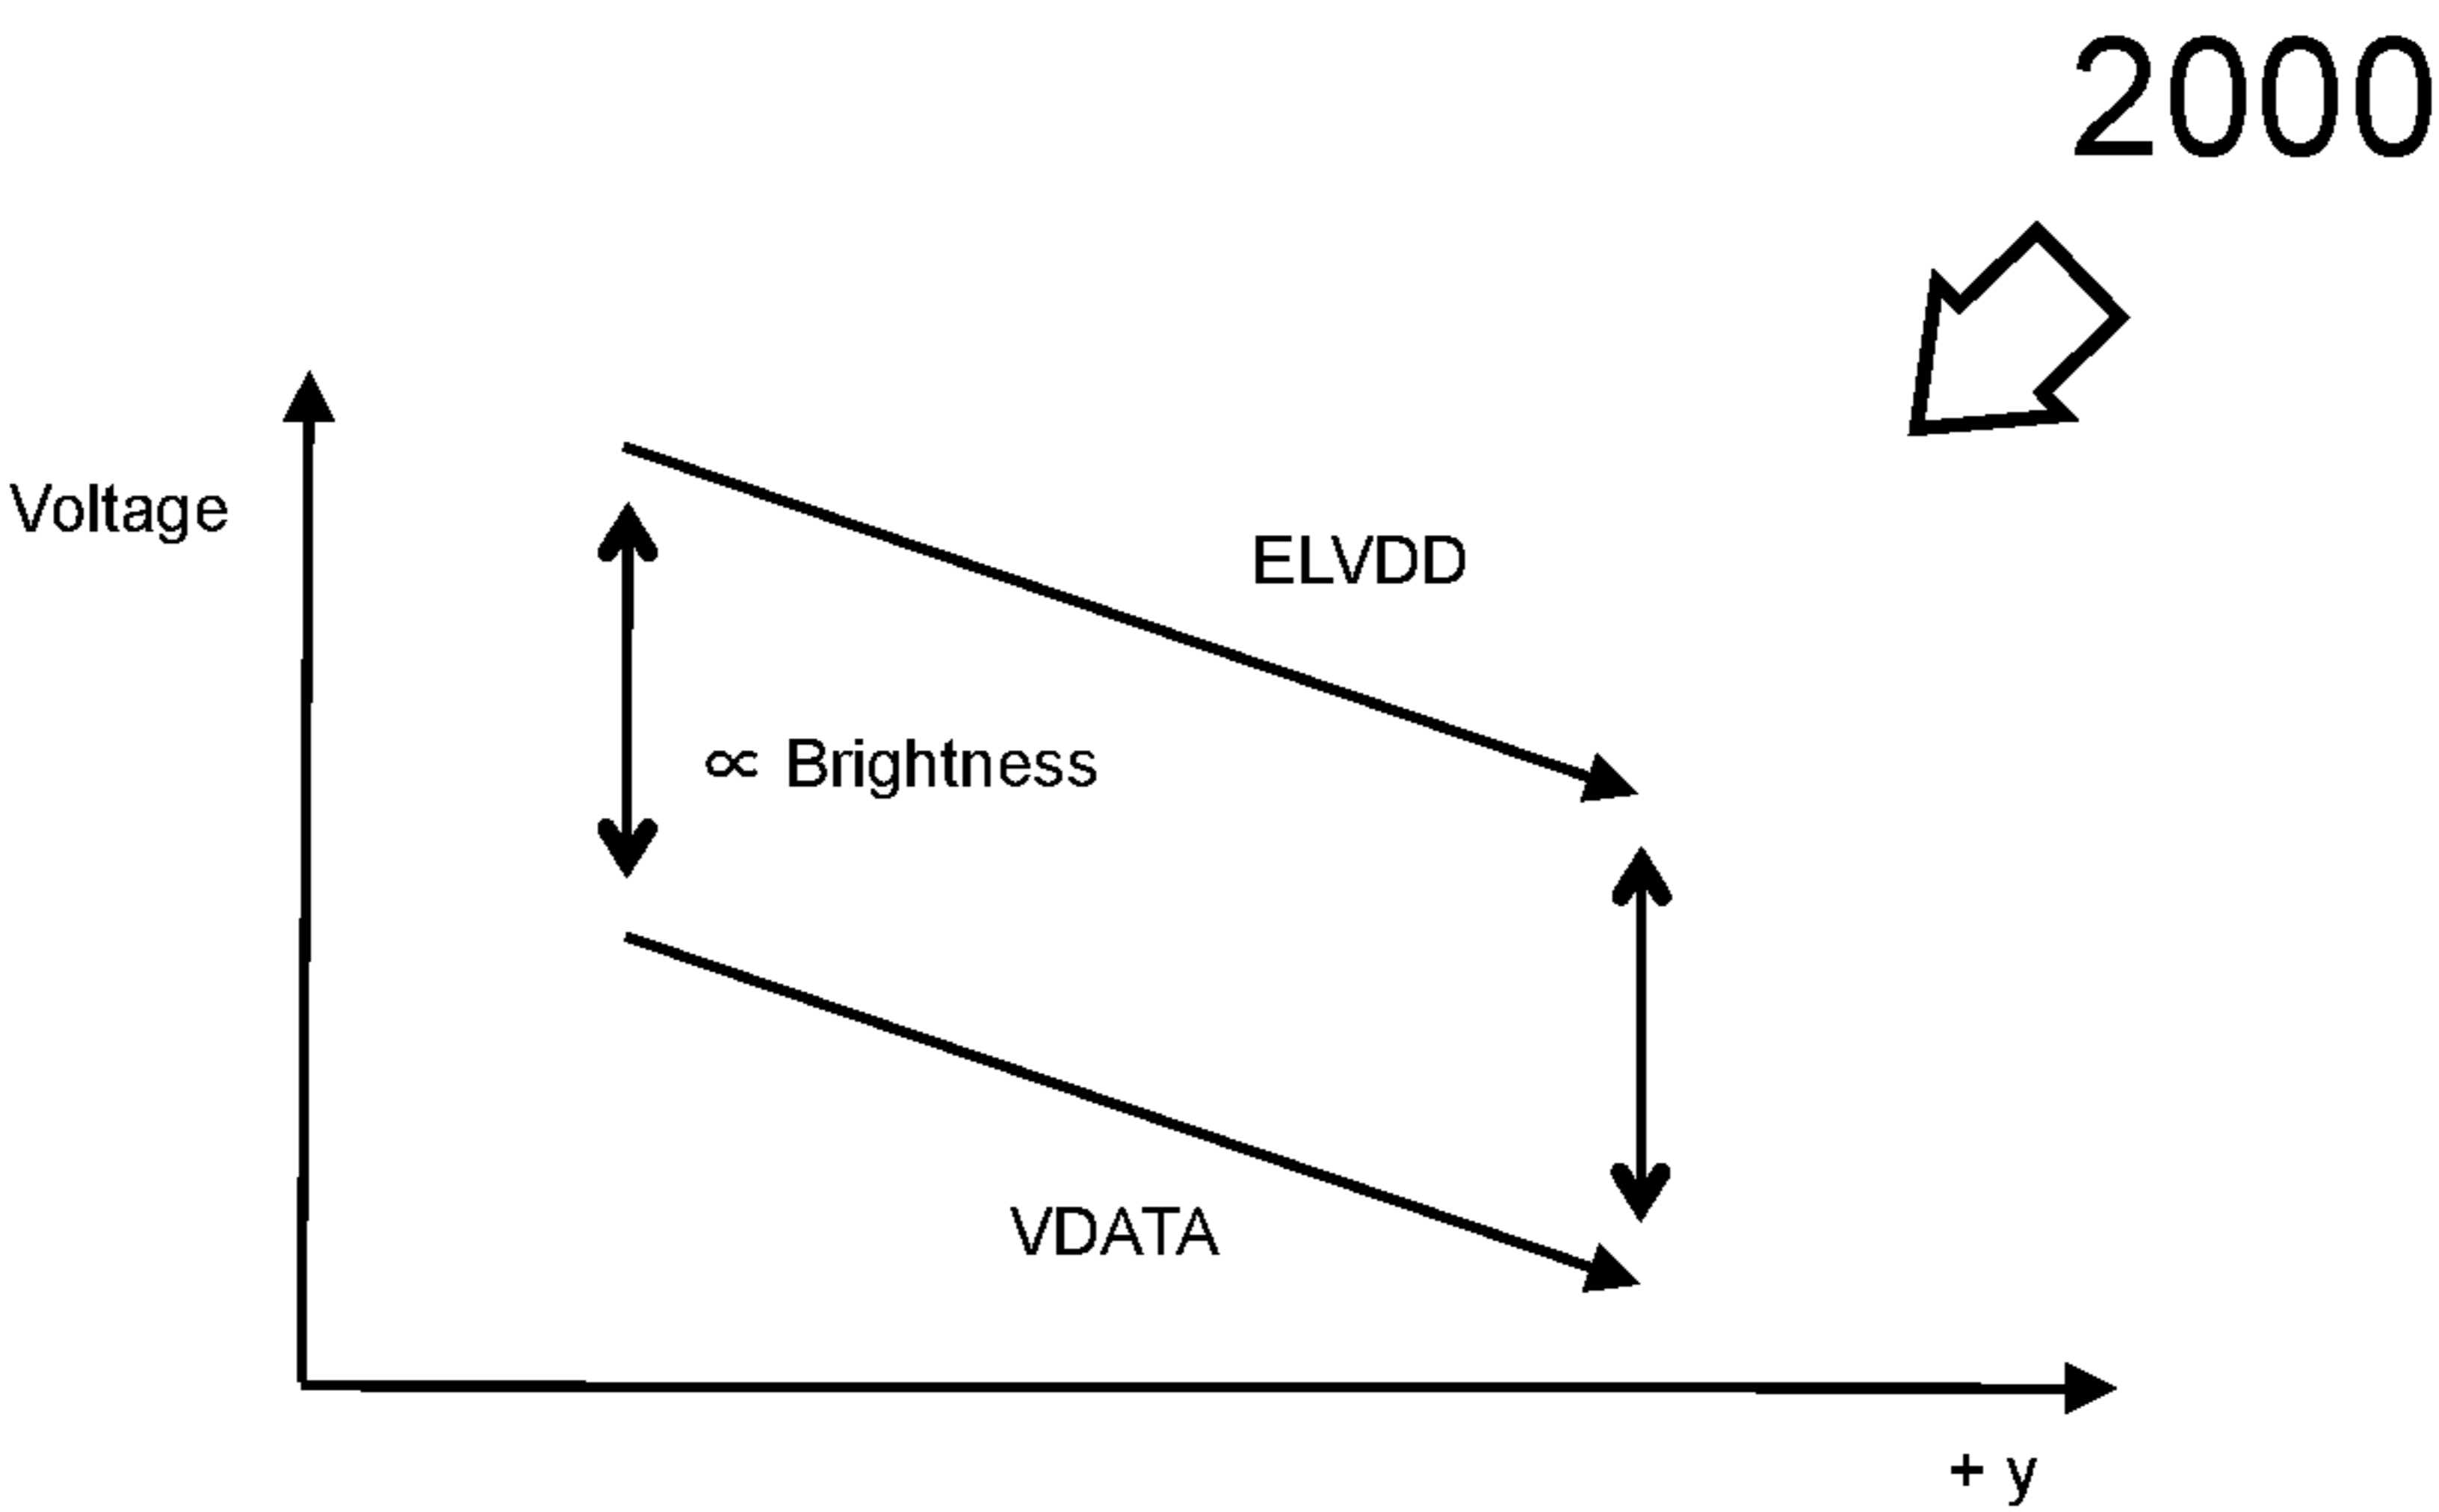 2000
Voltage
ELVDD
∝ Brightness
VDATA
+ y